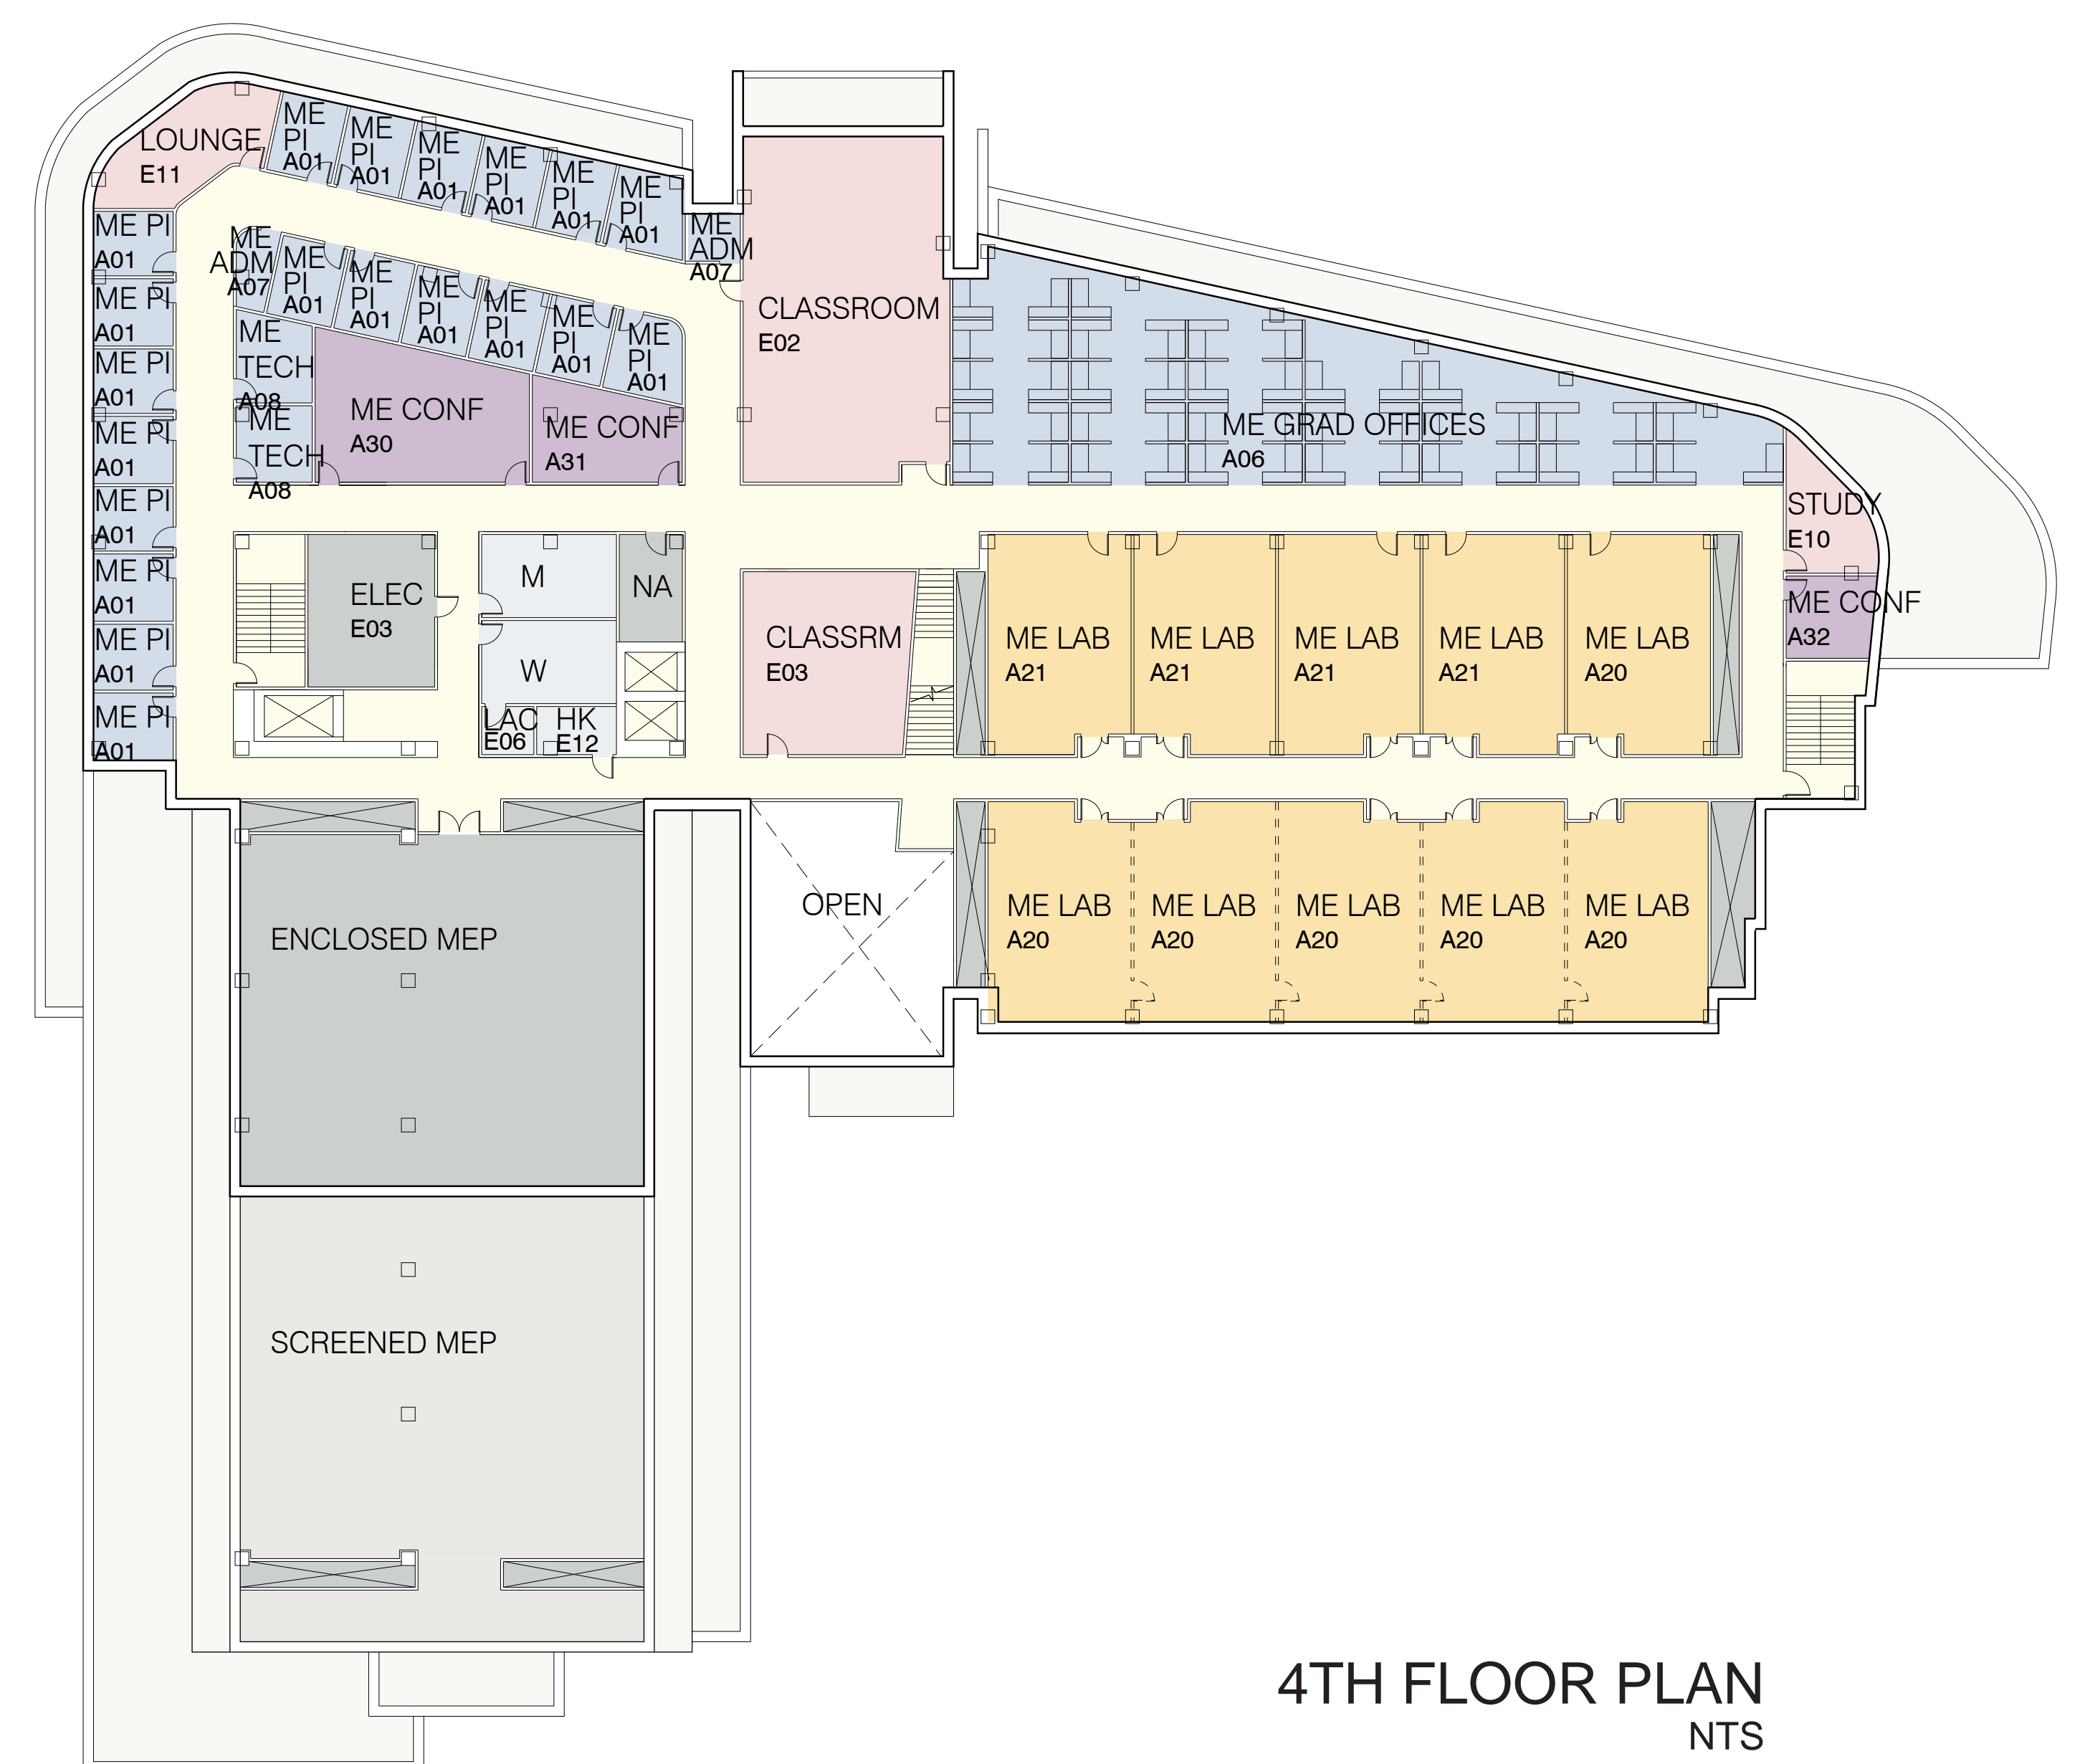 LOUNGE
E11
ME
PI
A01
ME
PI
A01
ME
PI
A01
ME
PI
A01
ME
PI
A01
ME
PI
A01
ME
ADM
A07
ME PI
A01
ME PI
A01
ME PI
A01
ME PI
A01
ME PI
A01
ME PI
A01
ME PI
A01
ME PI
A01
ME
ADM
A07
ME
PI
A01
ME
PI
A01
ME
PI
A01
ME
PI
A01
ME
PI
A01
ME
PI
A01
ME
TECH
A08
ME
TECH
A08
ME CONF
A30
ME CONF
A31
CLASSROOM
E02
ME GRAD OFFICES
A06
STUDY
E10
ME CONF
A32
ELEC
E03
M
W
NA
LAC
E06
HK
E12
CLASSRM
E03
ME LAB
A21
ME LAB
A21
ME LAB
A21
ME LAB
A21
ME LAB
A20
OPEN
ME LAB
A20
ME LAB
A20
ME LAB
A20
ME LAB
A20
ME LAB
A20
ENCLOSED MEP
SCREENED MEP
4TH FLOOR PLAN
NTS